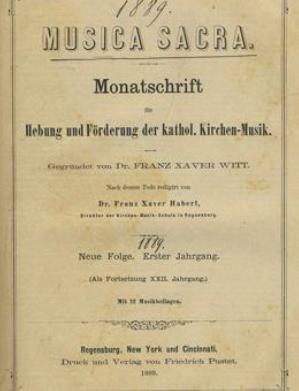 1889.
MUSICA SACRA.
Monatschrift
für
Hebung und Förderung der kathol. Kirchen-Musik.
Gegründet von Dr. FRANZ XAVER WITT.
Nach dessen Tode redigirt von
Dr. Franz Xaver Haberl,
Direktor der Kirchen-Musik-Schule in Regensburg.
1889.
Neue Folge. Erster Jahrgang.
(Als Fortsetzung XXII. Jahrgang.)
Mit 12 Musikbeilagen.
Regensburg, New York und Cincinnati.
Druck und Verlag von Friedrich Pustet.
1889.